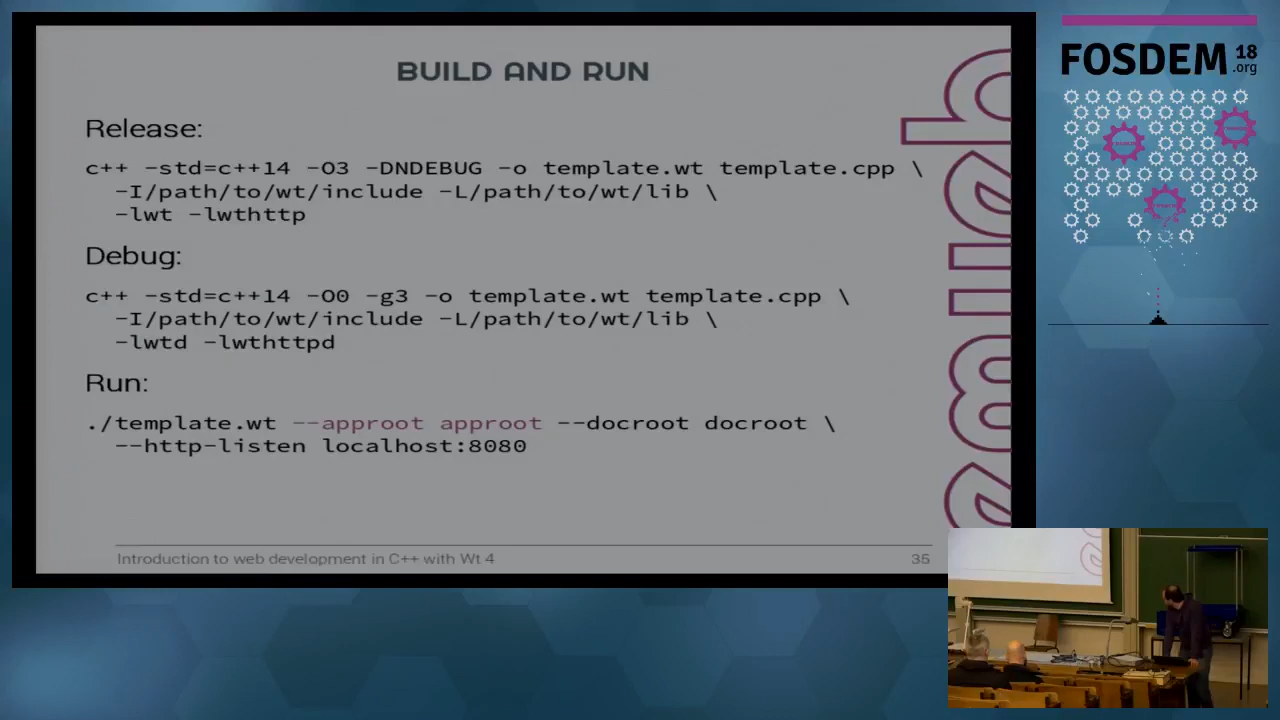 BUILD AND RUN
Release:
c++ -std=c++14 -O3 -DNDEBUG -o template.wt template.cpp \
-I/path/to/wt/include -L/path/to/wt/lib \
-lwt -lwthttp
Debug:
c++ -std=c++14 -O0 -g3 -o template.wt template.cpp \
-I/path/to/wt/include -L/path/to/wt/lib \
-lwtd -lwthttpd
Run:
./template.wt --approot approot --docroot docroot \
--http-listen localhost:8080
Introduction to web development in C++ with Wt 4
35
FOSDEM 18
.org